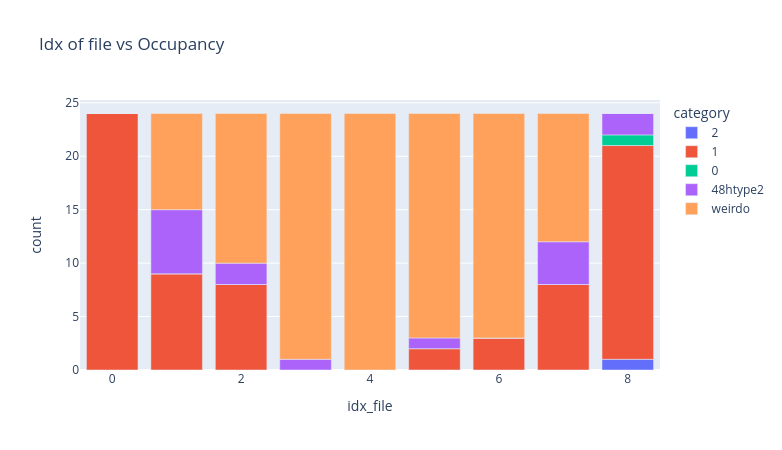 Idx of file vs Occupancy
category
2
1
0
48htype2
weirdo
count
25
20
15
10
5
0
0 2 4 6 8
idx_file